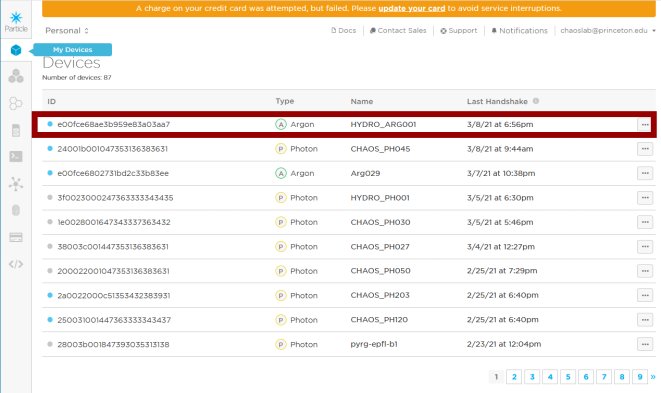 A charge on your credit card was attempted, but failed. Please update your card to avoid service interruptions.
Particle
Personal
Docs
Contact Sales
Support
Notifications
chaoslab@princeton.edu
My Devices
Devices
Number of devices: 87
ID Type Name Last Handshake
e00fce68ae3b959e83a03aa7 A Argon HYDRO_ARG001 3/8/21 at 6:56pm ...
24001b001047353136383631 P Photon CHAOS_PH045 3/8/21 at 9:44am ...
e00fce6802731bd2c33b83ee A Argon Arg029 3/7/21 at 10:38pm ...
3f0023000247363333343435 P Photon HYDRO_PH001 3/5/21 at 6:30pm ...
1e0028001647343337363432 P Photon CHAOS_PH030 3/5/21 at 5:46pm ...
38003c001447353136383631 P Photon CHAOS_PH027 3/4/21 at 12:27pm ...
200022001047353136383631 P Photon CHAOS_PH050 2/25/21 at 7:29pm ...
2a0022000c51353432383931 P Photon CHAOS_PH203 2/25/21 at 6:40pm ...
250031001447363333343437 P Photon CHAOS_PH120 2/25/21 at 6:40pm ...
28003b001847393035313138 P Photon pyrg-epfl-b1 2/23/21 at 12:04pm ...
1 2 3 4 5 6 7 8 9 »